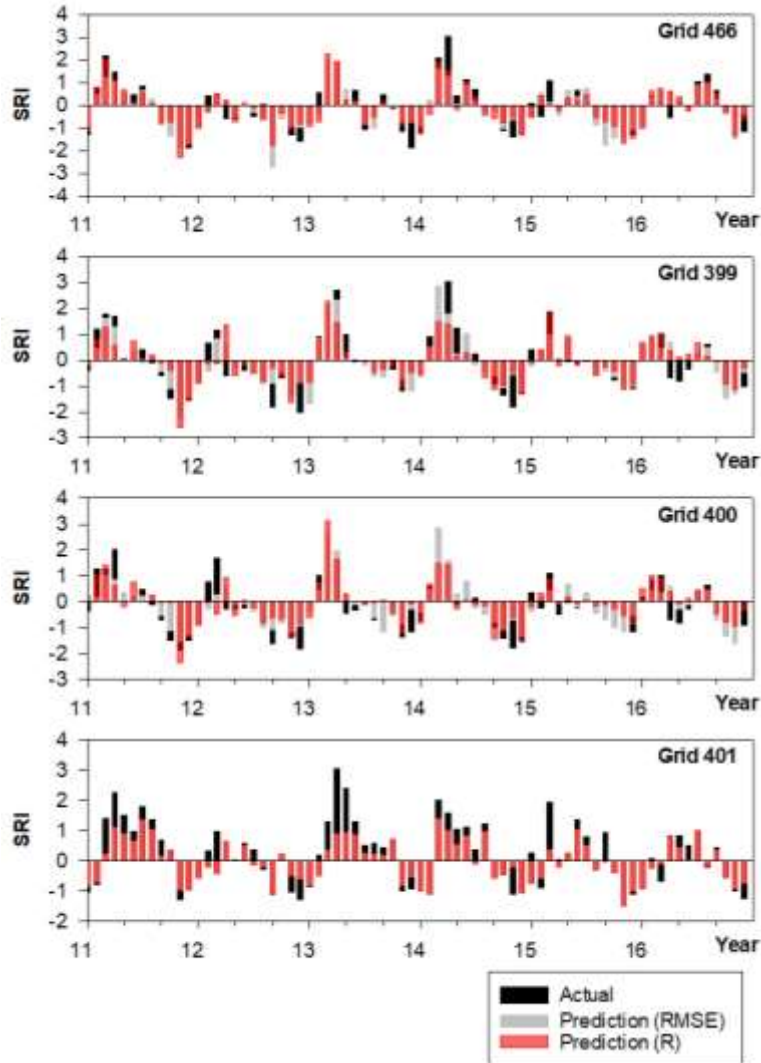 4
3
2
1
0
-1
-2
-3
-4
SRI
Grid 466
11 12 13 14 15 16 Year
4
3
2
1
0
-1
-2
-3
SRI
Grid 399
11 12 13 14 15 16 Year
4
3
2
1
0
-1
-2
-3
SRI
Grid 400
11 12 13 14 15 16 Year
4
3
2
1
0
-1
-2
SRI
Grid 401
11 12 13 14 15 16 Year
Actual
Prediction (RMSE)
Prediction (R)